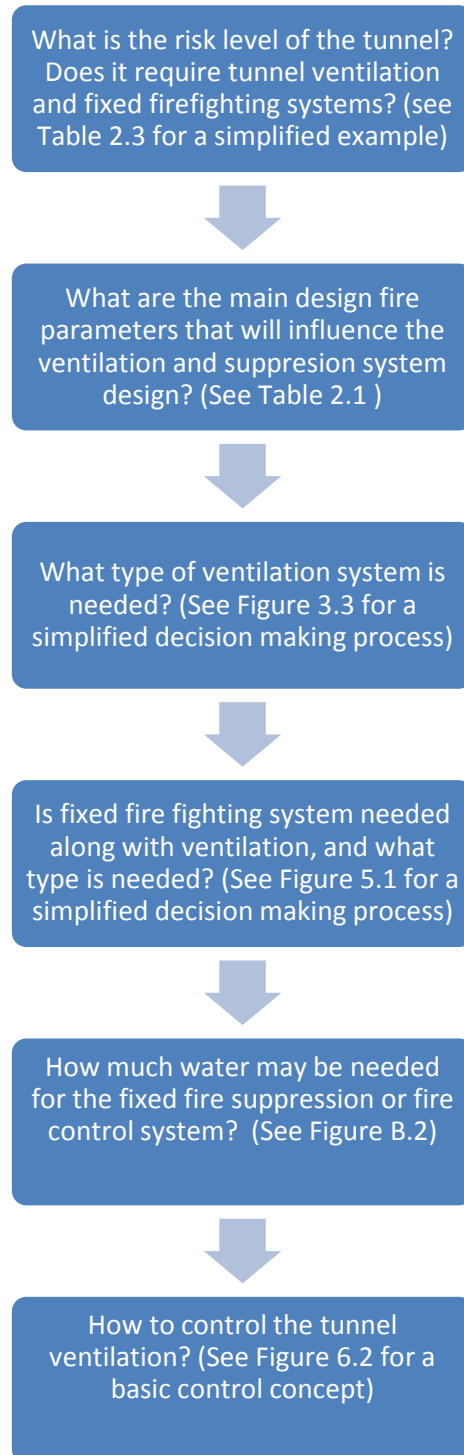 What is the risk level of the tunnel?
Does it require tunnel ventilation
and fixed firefighting systems? (see
Table 2.3 for a simplified example)
What are the main design fire
parameters that will influence the
ventilation and suppresion system
design? (See Table 2.1 )
What type of ventilation system is
needed? (See Figure 3.3 for a
simplified decision making process)
Is fixed fire fighting system needed
along with ventilation, and what
type is needed? (See Figure 5.1 for a
simplified decision making process)
How much water may be needed
for the fixed fire suppression or fire
control system?  (See Figure B.2)
How to control the tunnel
ventilation? (See Figure 6.2 for a
basic control concept)